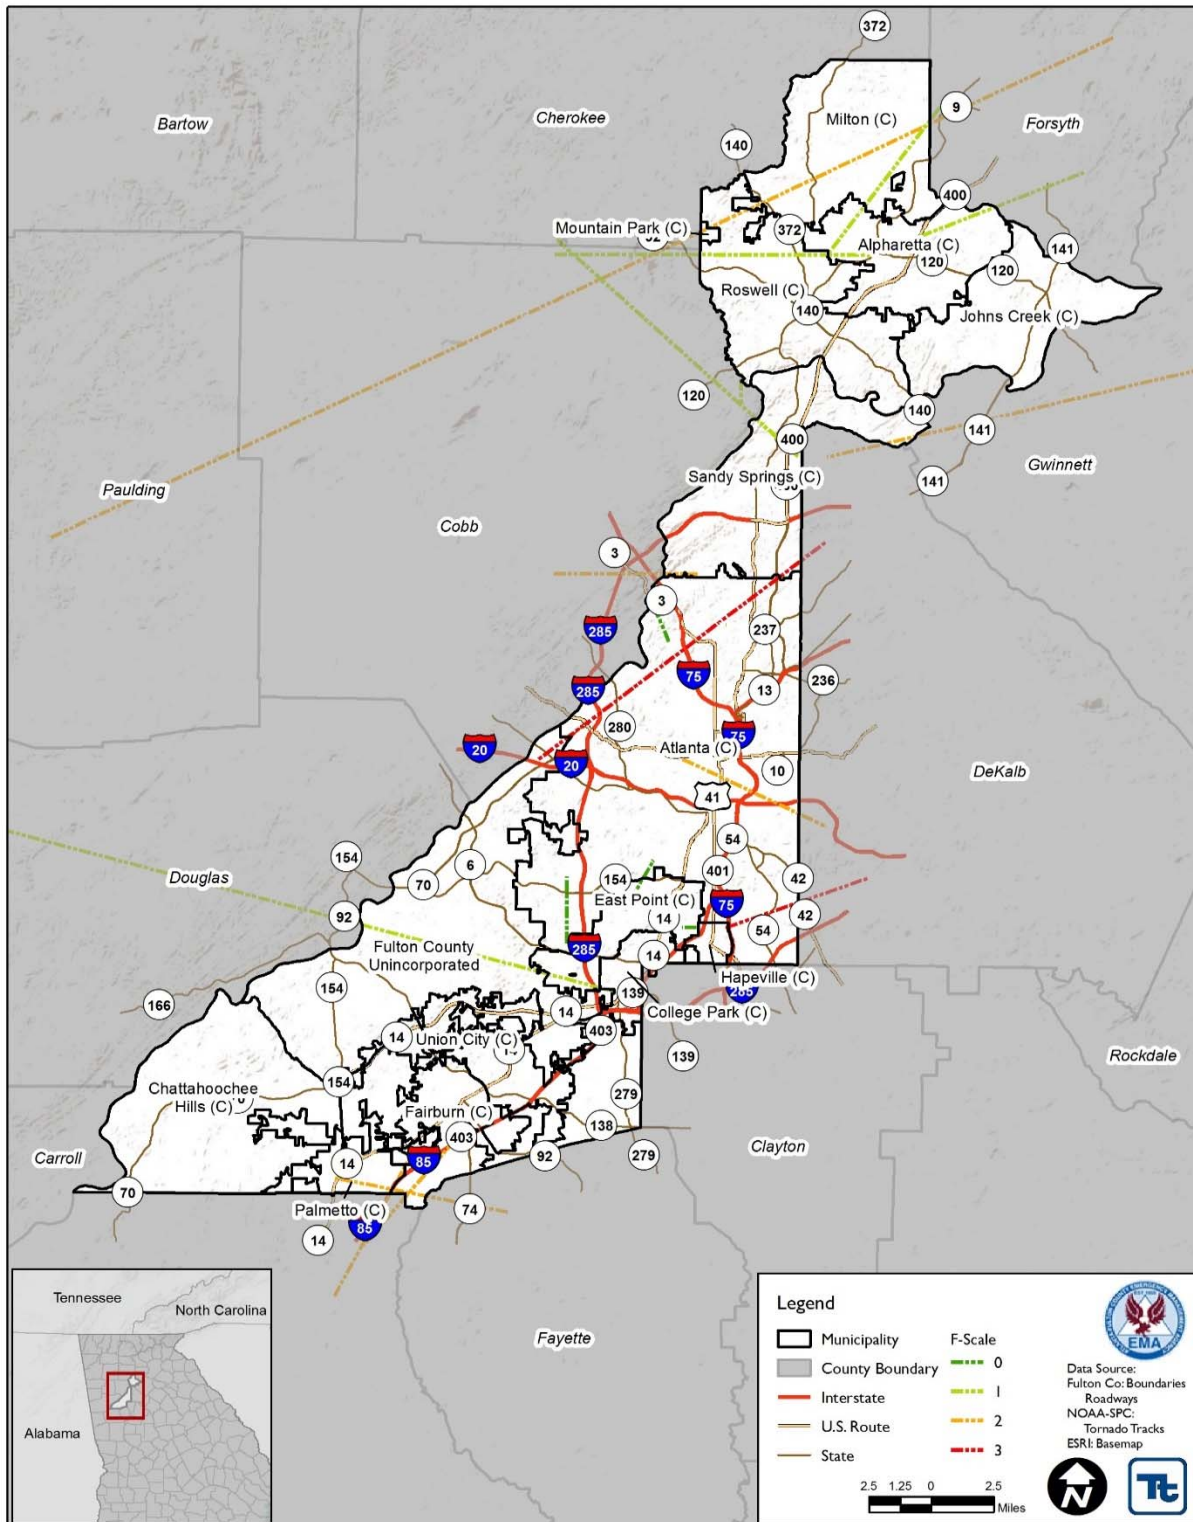 372
Bartow
Cherokee
Milton (C)
9
Forsyth
140
400
Mountain Park (C)
372
Alpharetta (C)
141
120
120
Roswell (C)
140
Johns Creek (C)
120
140
141
400
Gwinnett
Sandy Springs (C)
141
Paulding
Cobb
3
3
285
237
285
75
13
236
280
20
75
Atlanta (C)
20
10
DeKalb
41
54
154
6
401
Douglas
70
154
42
East Point (C)
75
92
14
42
54
Fulton County
Unincorporated
285
14
Hapeville (C)
285
154
139
166
14
College Park (C)
14
Union City (C)
403
139
Rockdale
154
Chattahoochee
Hills (C)
279
Fairburn (C)
138
403
Carroll
85
92
279
Clayton
14
70
Palmetto (C)
74
85
14
Fayette
Tennessee
North Carolina
Alabama
Legend
Municipality
County Boundary
Interstate
U.S. Route
State
F-Scale
0
1
2
3
EMA
Data Source:
Fulton Co: Boundaries
Roadways
NOAA-SPC:
Tornado Tracks
ESRI: Basemap
2.5 1.25 0 2.5
Miles
N
Tt